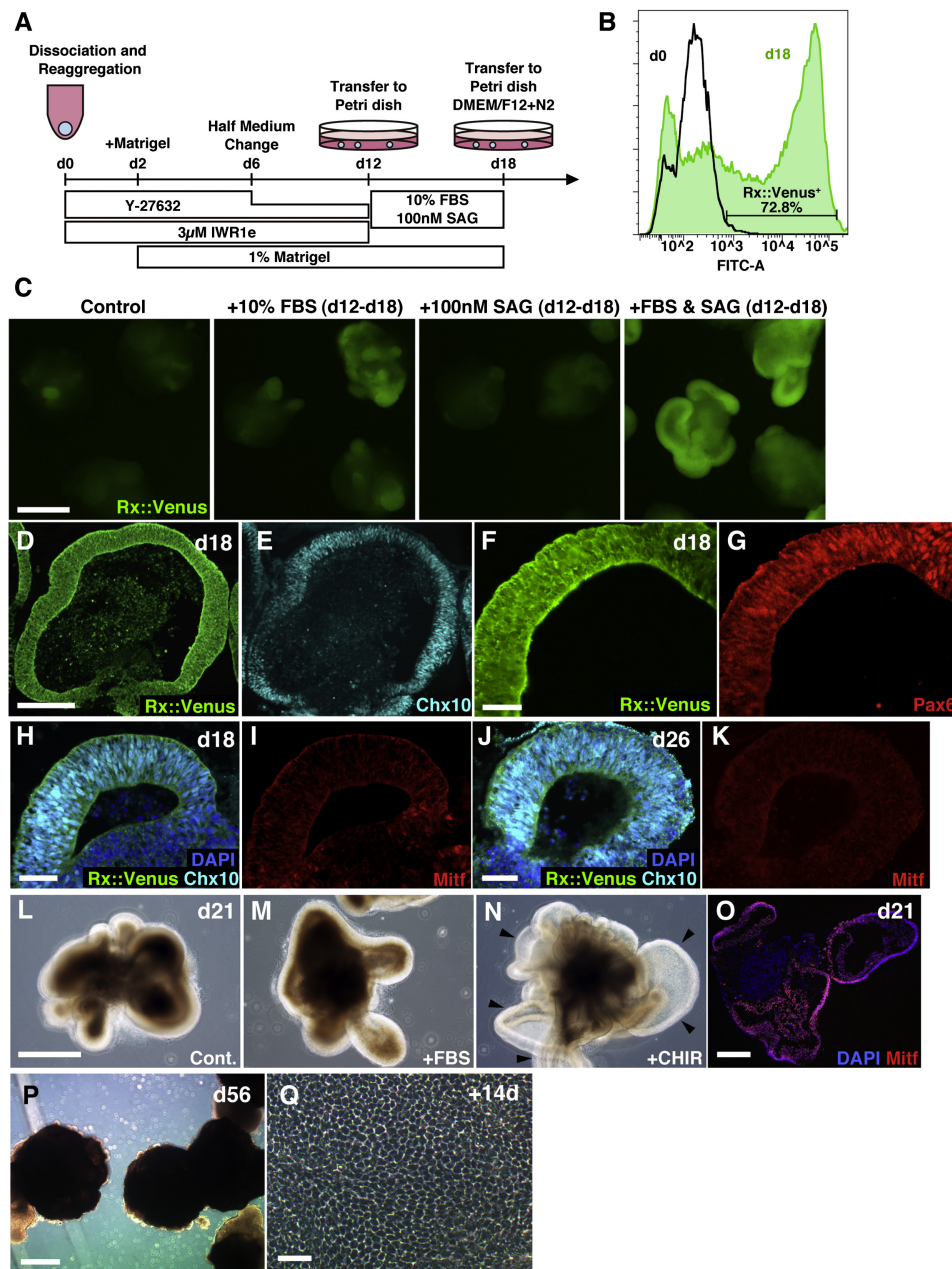 A
Dissociation and
Reaggregation
+Matrigel
Half Medium
Change
Transfer to
Petri dish
Transfer to
Petri dish
DMEM/F12+N2
d0
d2
d6
d12
d18
Y-27632
10% FBS
100nM SAG
3µM IWR1e
1% Matrigel
B
d0
d18
Rx::Venus+
72.8%
10^2
10^3
10^4
10^5
FITC-A
C
Control
+10% FBS (d12-d18)
+100nM SAG (d12-d18)
+FBS & SAG (d12-d18)
Rx::Venus
D
d18
Rx::Venus
E
Chx10
F
d18
Rx::Venus
G
Pax6
H
d18
DAPI
Rx::Venus Chx10
I
Mitf
J
d26
DAPI
Rx::Venus Chx10
K
Mitf
L
d21
Cont.
M
+FBS
N
+CHIR
O
d21
DAPI Mitf
P
d56
Q
+14d